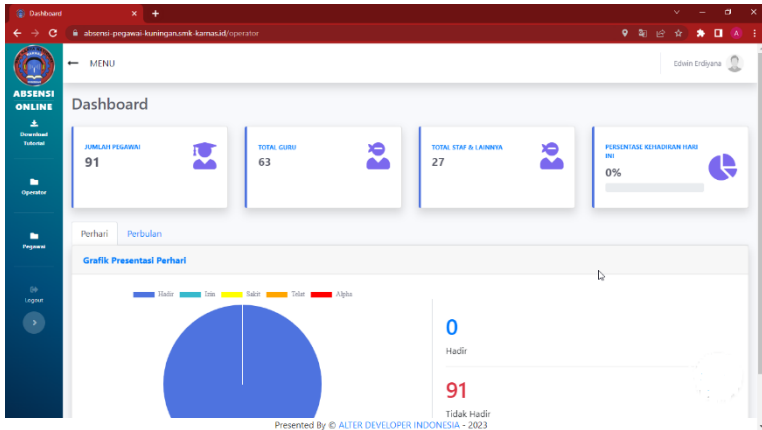 Dashboard
absensi-pegawai-kuningan.smk-karnas.id/operator
ABSENSI
ONLINE
Download
Tutorial
Operator
Pegawai
Logout
MENU
Edwin Erdiyana
Dashboard
JUMLAH PEGAWAI
91
TOTAL GURU
63
TOTAL STAF & LAINNYA
27
PERSENTASE KEHADIRAN HARI
INI
0%
Perhari Perbulan
Grafik Presentasi Perhari
Hadir Izin Sakit Telat Alpha
0
Hadir
91
Tidak Hadir
Presented By © ALTER DEVELOPER INDONESIA - 2023